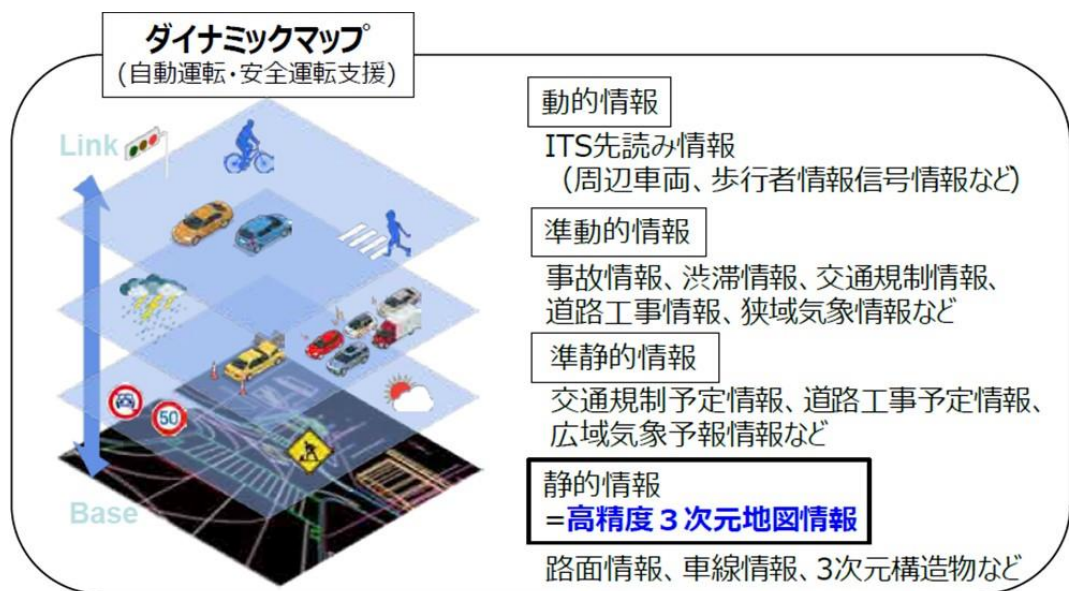 ダイナミックマップ
(自動運転・安全運転支援)
Link
50
Base
動的情報
ITS先読み情報
(周辺車両、歩行者情報信号情報など)
準動的情報
事故情報、渋滞情報、交通規制情報、
道路工事情報、狭域気象情報など
準静的情報
交通規制予定情報、道路工事予定情報、
広域気象予報情報など
静的情報
=高精度３次元地図情報
路面情報、車線情報、3次元構造物など